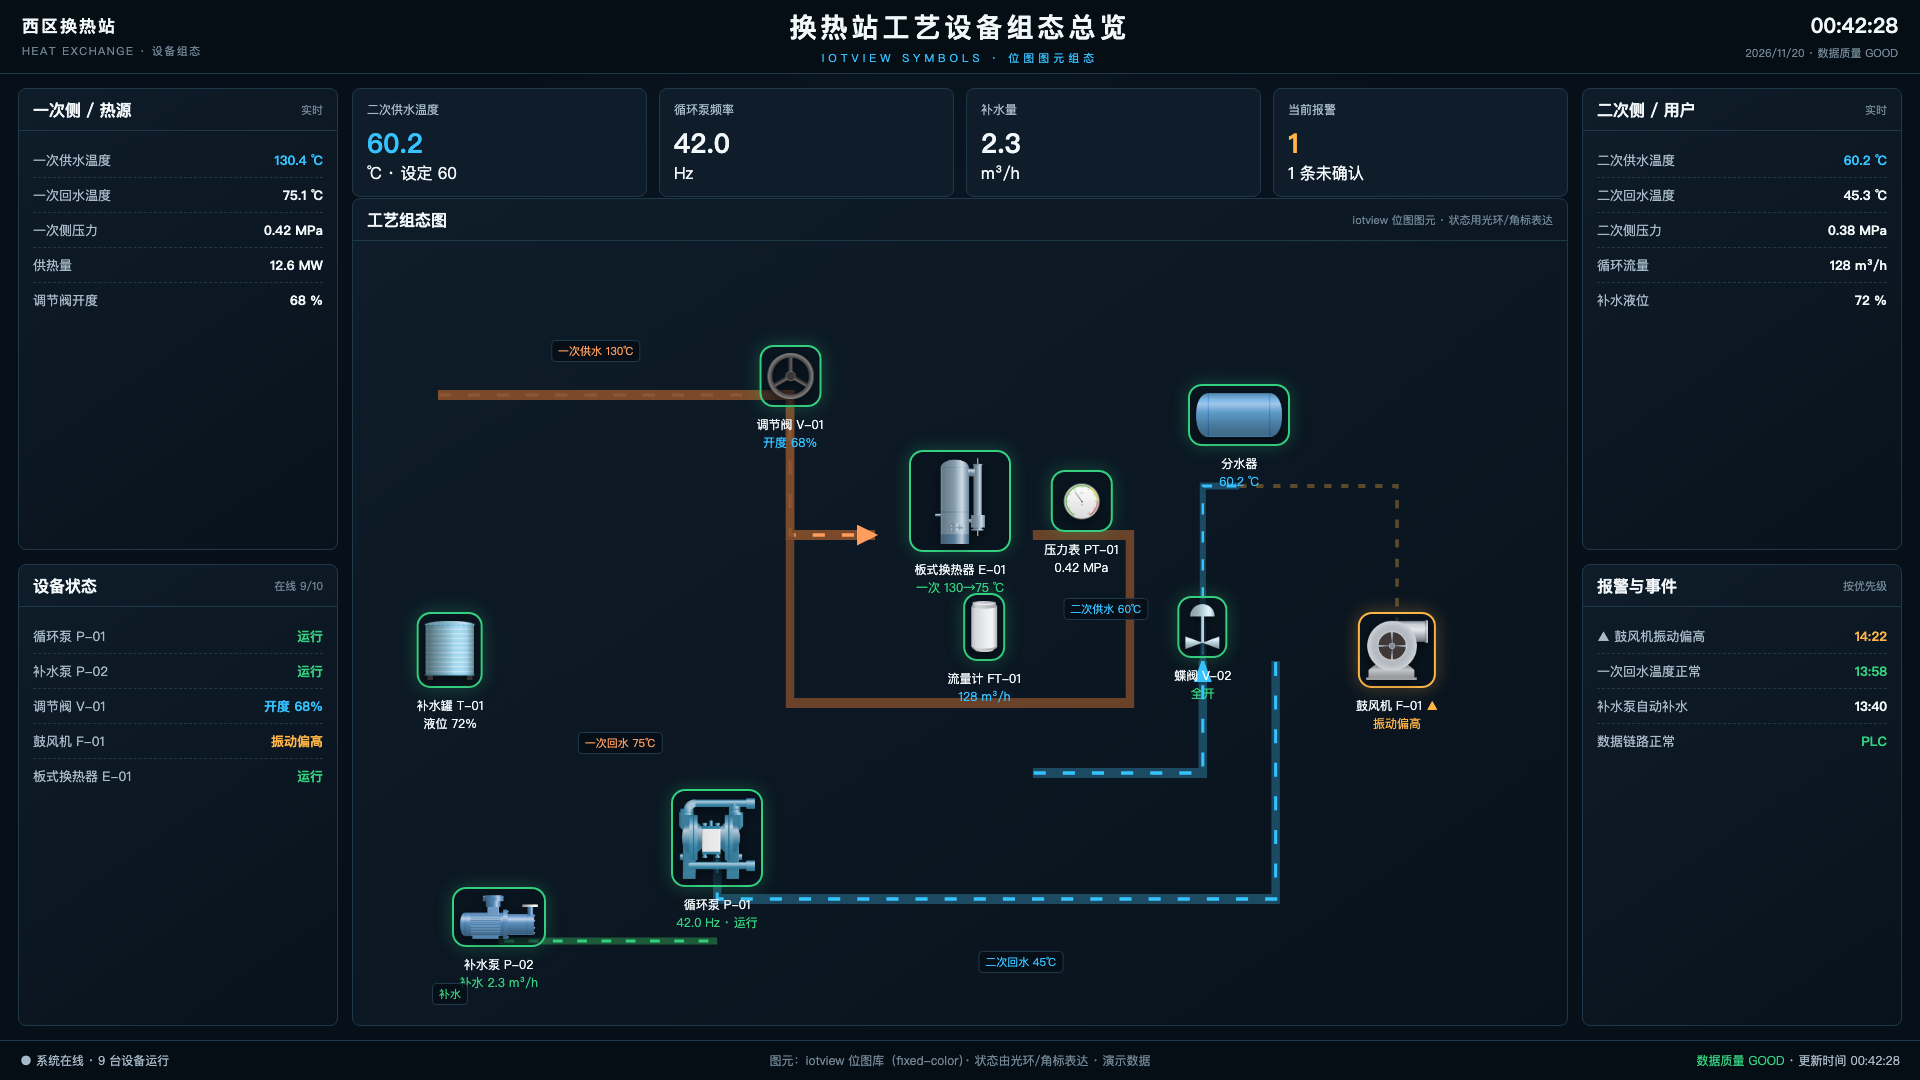 西区换热站
HEAT EXCHANGE · 设备组态
换热站工艺设备组态总览
IOTVIEW SYMBOLS · 位图图元组态
00:42:28
2026/11/20 · 数据质量 GOOD
一次侧 / 热源
实时
一次供水温度
130.4 ℃
一次回水温度
75.1 ℃
一次侧压力
0.42 MPa
供热量
12.6 MW
调节阀开度
68 %
设备状态
在线 9/10
循环泵 P-01
运行
补水泵 P-02
运行
调节阀 V-01
开度 68%
鼓风机 F-01
振动偏高
板式换热器 E-01
运行
二次供水温度
60.2
℃ · 设定 60
循环泵频率
42.0
Hz
补水量
2.3
m³/h
当前报警
1
1 条未确认
工艺组态图
iotview 位图图元 · 状态用光环/角标表达
一次供水 130℃
调节阀 V-01
开度 68%
分水器
60.2 ℃
板式换热器 E-01
一次 130→75 ℃
压力表 PT-01
0.42 MPa
二次供水 60℃
流量计 FT-01
128 m³/h
蝶阀 V-02
全开
补水罐 T-01
液位 72%
鼓风机 F-01 ▲
振动偏高
一次回水 75℃
循环泵 P-01
42.0 Hz · 运行
补水泵 P-02
补水 2.3 m³/h
补水
二次回水 45℃
二次侧 / 用户
实时
二次供水温度
60.2 ℃
二次回水温度
45.3 ℃
二次侧压力
0.38 MPa
循环流量
128 m³/h
补水液位
72 %
报警与事件
按优先级
▲ 鼓风机振动偏高
14:22
一次回水温度正常
13:58
补水泵自动补水
13:40
数据链路正常
PLC
● 系统在线 · 9 台设备运行
图元：iotview 位图库（fixed-color）· 状态由光环/角标表达 · 演示数据
数据质量 GOOD · 更新时间 00:42:28